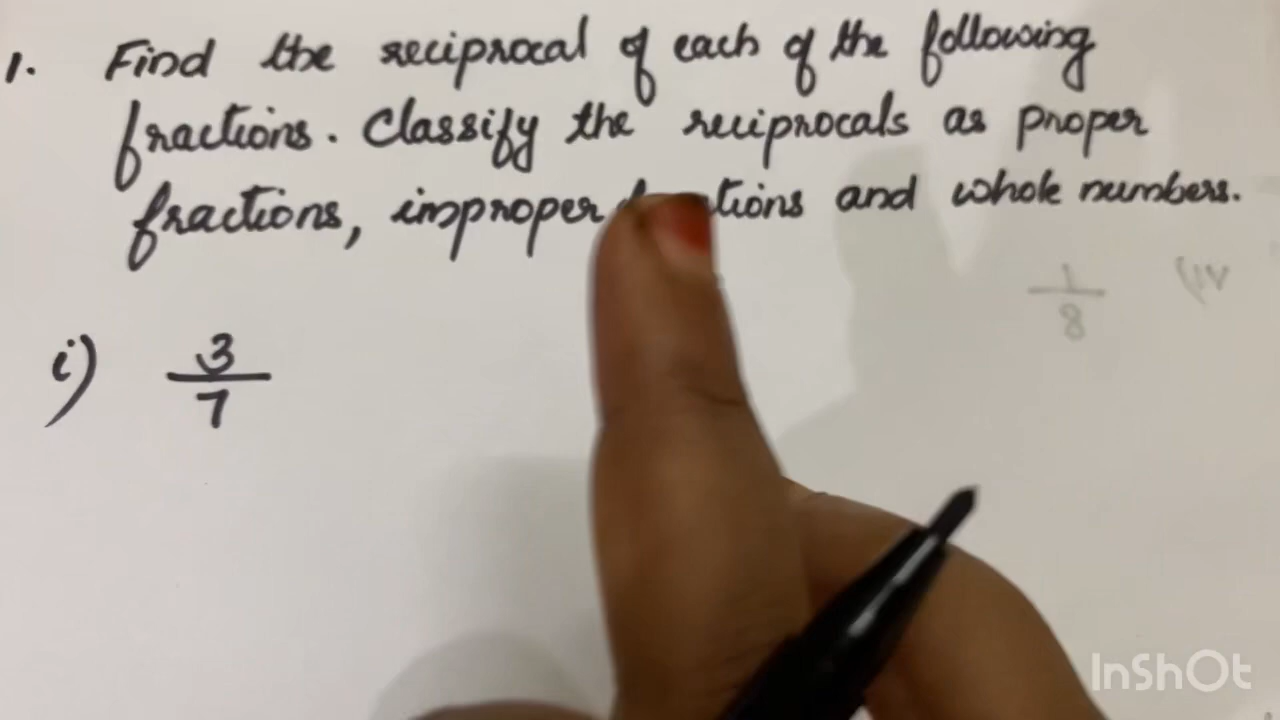 1. Find the reciprocal of each of the following
fractions. Classify the reciprocals as proper
fractions, improper and whole numbers.
i) 3/7
1/8
InShOt